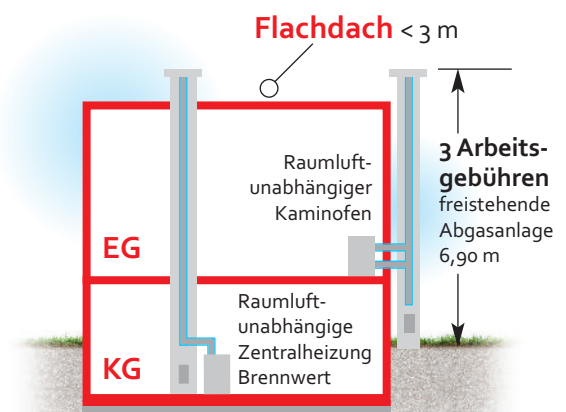 Flachdach < 3 m
Raumluft-
unabhängiger
Kaminofen
3 Arbeits-
gebühren
freistehende
Abgasanlage
6,90 m
EG
Raumluft-
unabhängige
Zentralheizung
Brennwert
KG